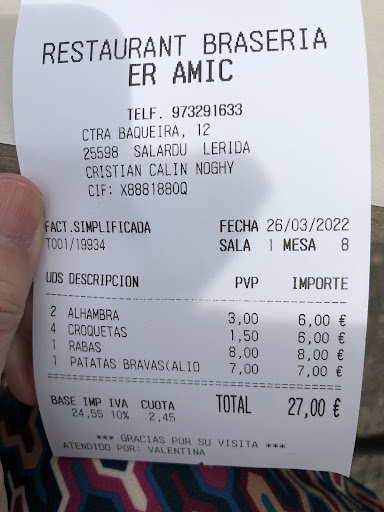 RESTAURANT BRASERIA
ER AMIC
TELF. 973291633
CTRA BAQUEIRA, 12
25598 SALARDU LERIDA
CRISTIAN CALIN NOGHY
CIF: X8881880Q
FACT.SIMPLIFICADA FECHA 26/03/2022
T001/19934 SALA 1 MESA 8
UDS DESCRIPCION PVP IMPORTE
2 ALHAMBRA 3,00 6,00 €
4 CROQUETAS 1,50 6,00 €
1 RABAS 8,00 8,00 €
1 PATATAS BRAVAS(ALIO 7,00 7,00 €
BASE IMP IVA CUOTA TOTAL 27,00 €
24,55 10% 2,45
*** GRACIAS POR SU VISITA ***
ATENDIDO POR: VALENTINA